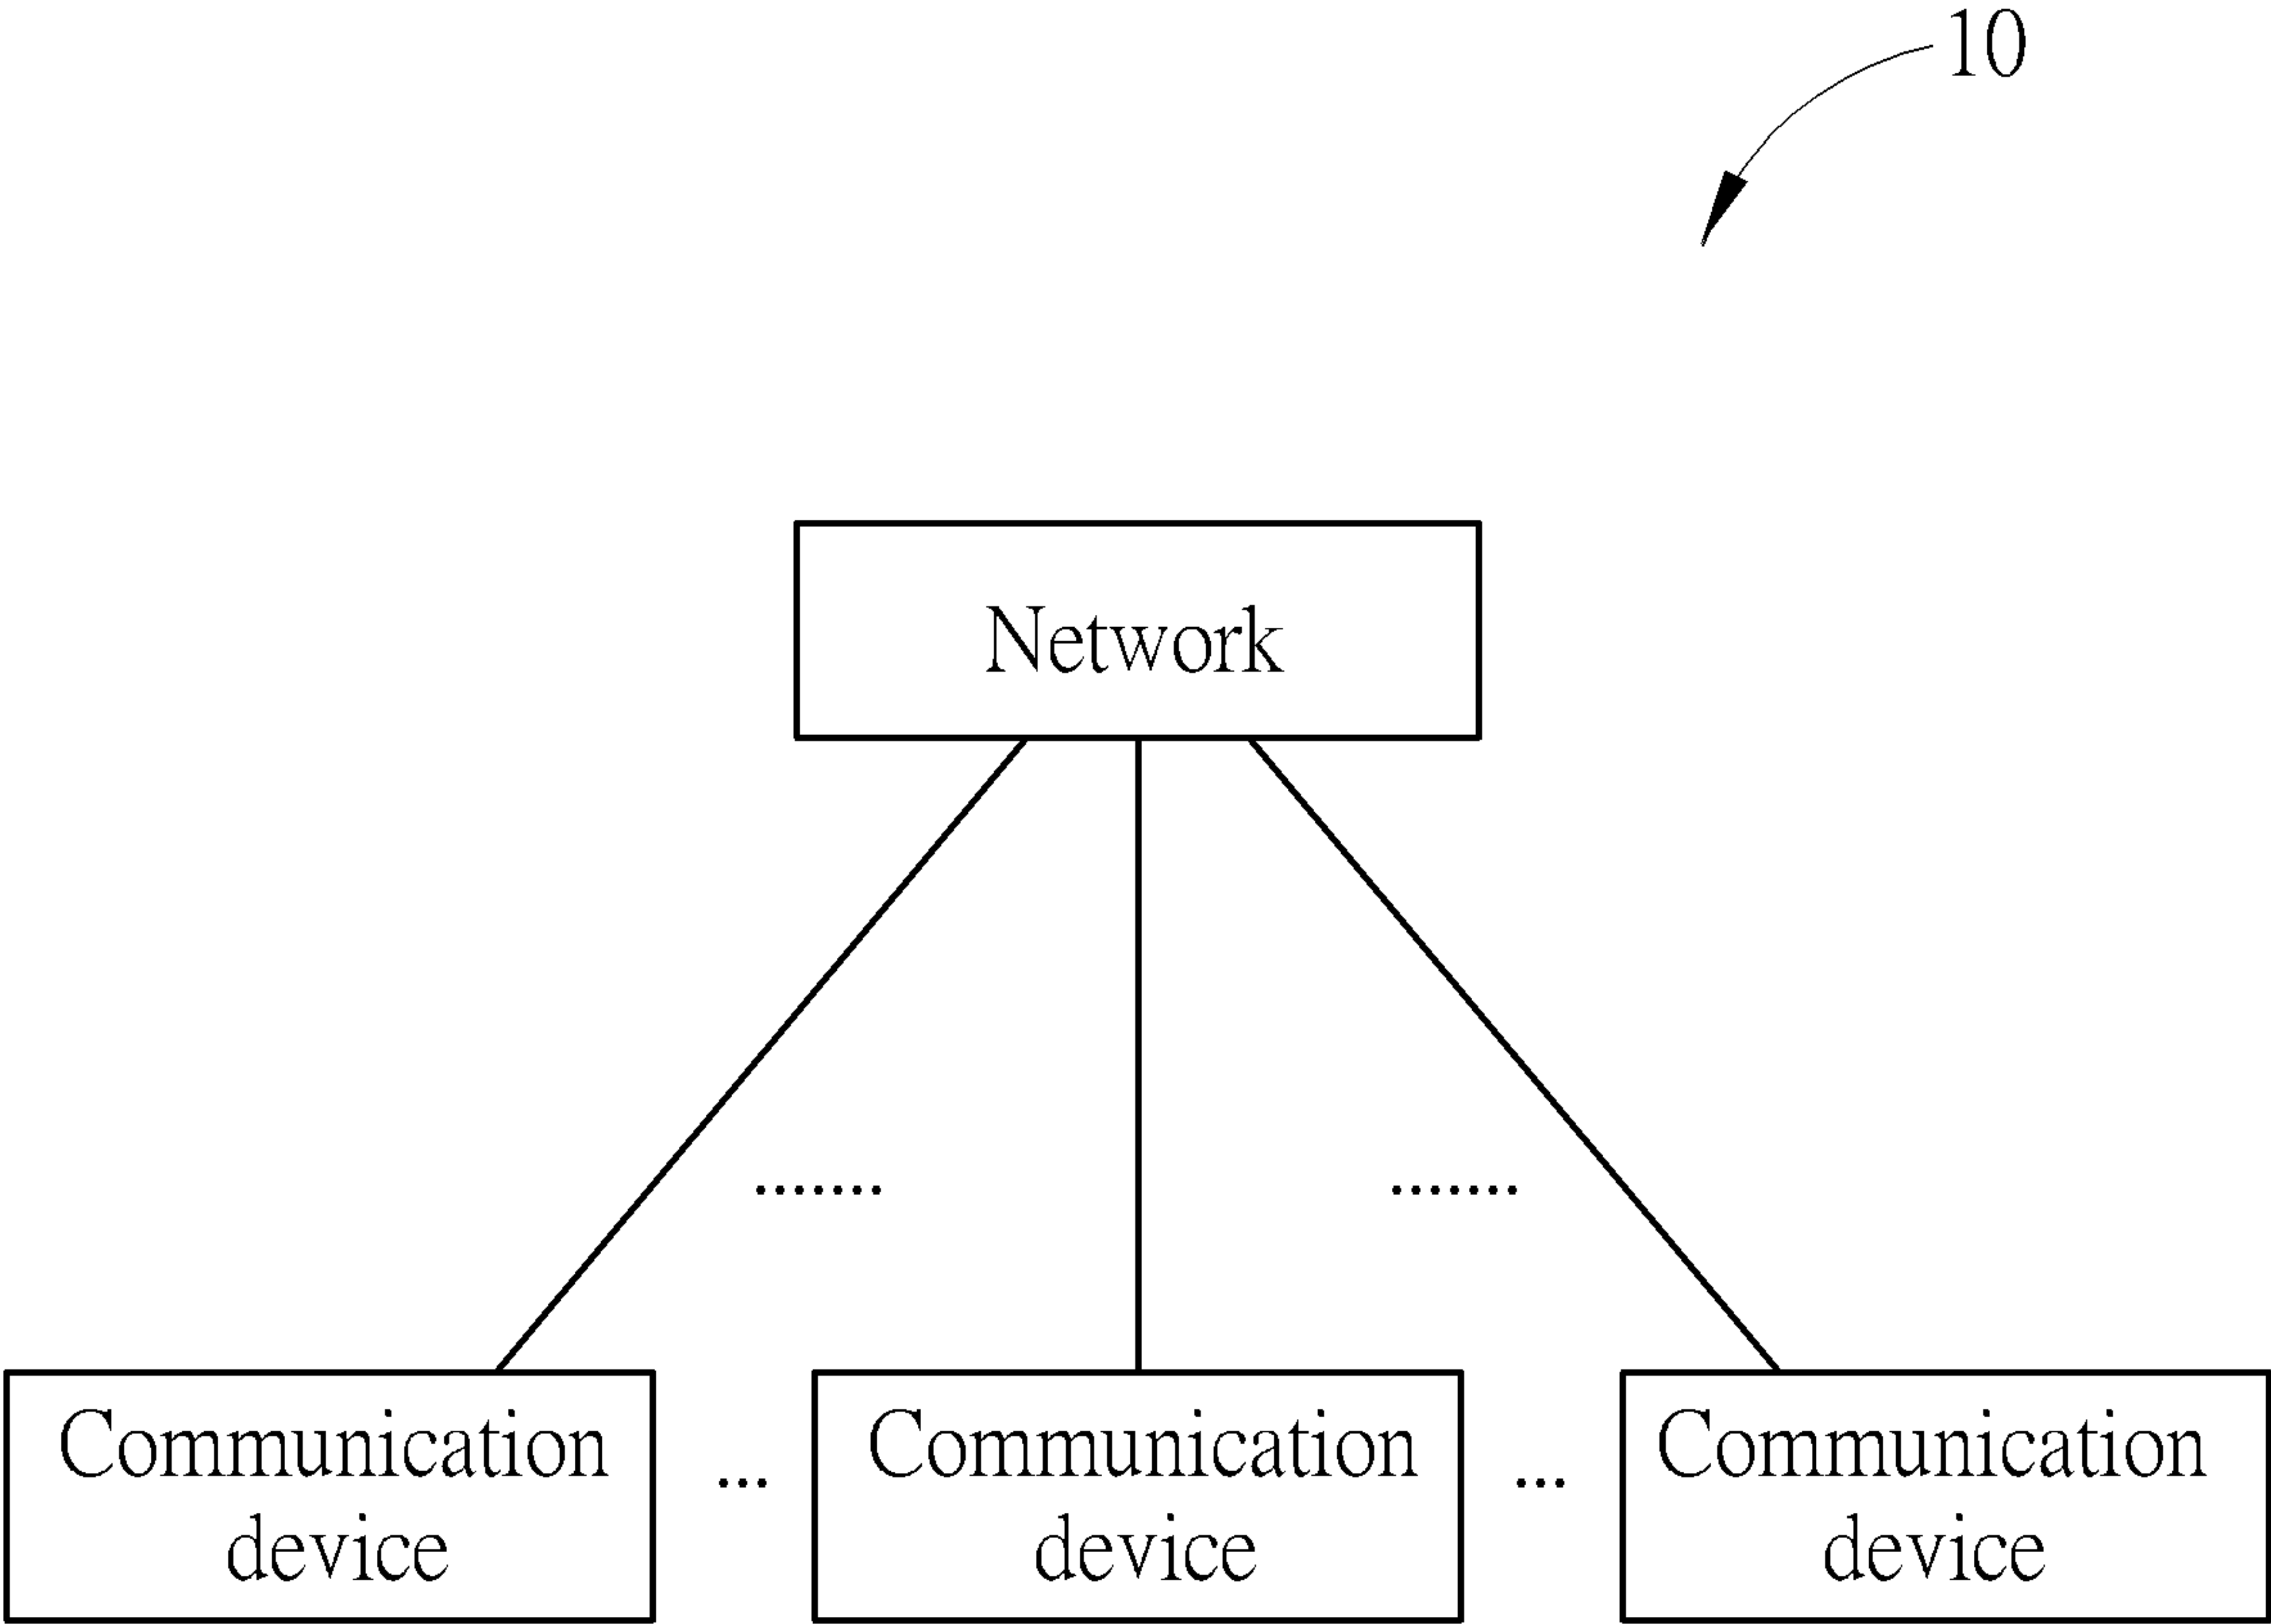 10
Network
.......
.......
Communication
device
...
Communication
device
...
Communication
device